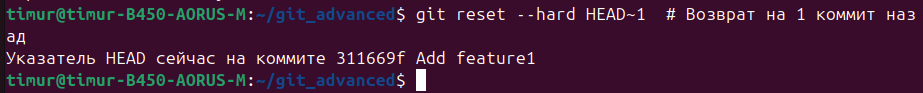 timur@timur-B450-AORUS-M:~/git_advanced$ git reset --hard HEAD~1  # Возврат на 1 коммит наз
ад
Указатель HEAD сейчас на коммите 311669f Add feature1
timur@timur-B450-AORUS-M:~/git_advanced$